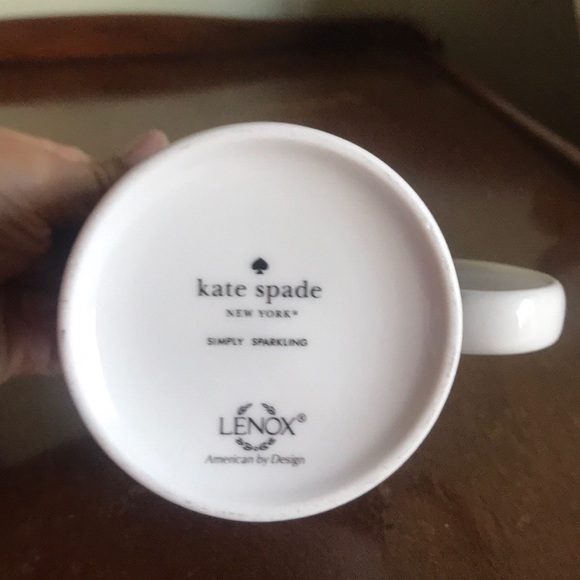 kate spade
NEW YORK®
SIMPLY SPARKLING
LENOX®
American by Design